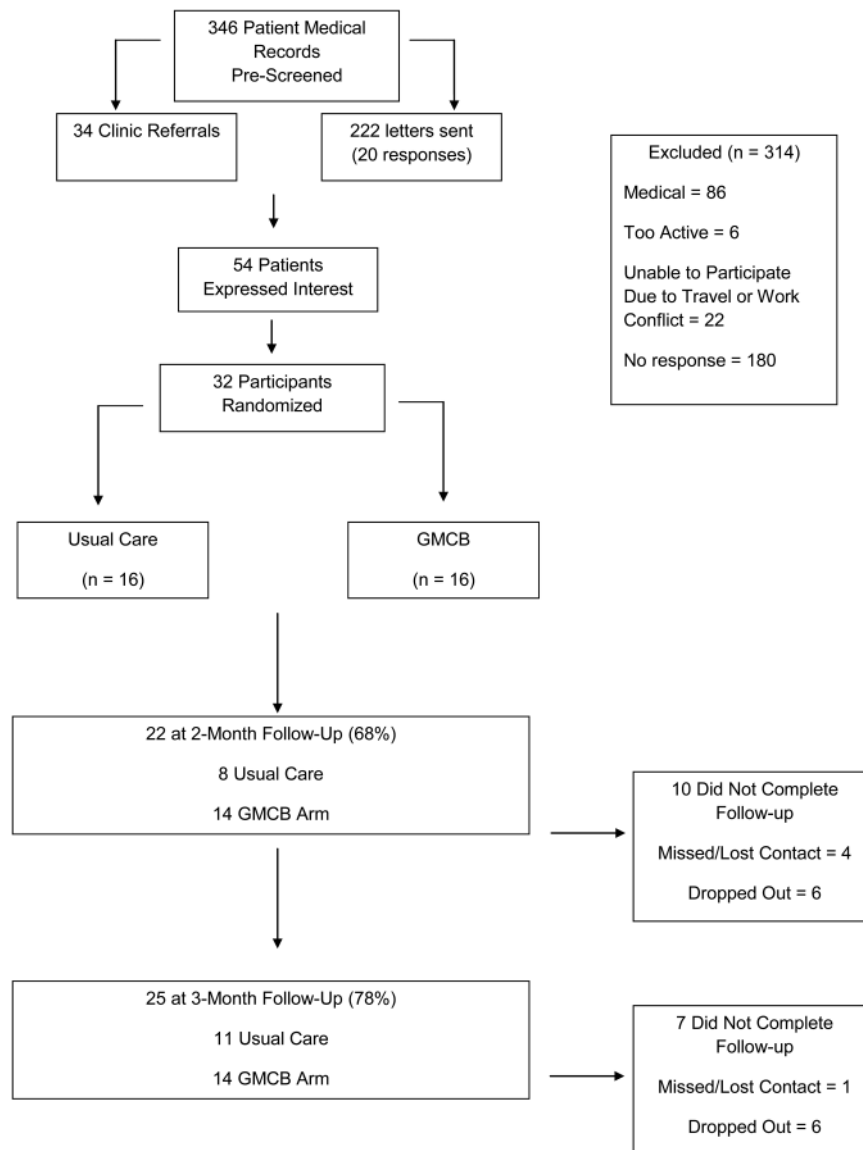 346 Patient Medical
Records
Pre-Screened
34 Clinic Referrals
222 letters sent
(20 responses)
Excluded (n = 314)
Medical = 86
Too Active = 6
Unable to Participate
Due to Travel or Work
Conflict = 22
No response = 180
54 Patients
Expressed Interest
32 Participants
Randomized
Usual Care
(n = 16)
GMCB
(n = 16)
22 at 2-Month Follow-Up (68%)
8 Usual Care
14 GMCB Arm
10 Did Not Complete
Follow-up
Missed/Lost Contact = 4
Dropped Out = 6
25 at 3-Month Follow-Up (78%)
11 Usual Care
14 GMCB Arm
7 Did Not Complete
Follow-up
Missed/Lost Contact = 1
Dropped Out = 6